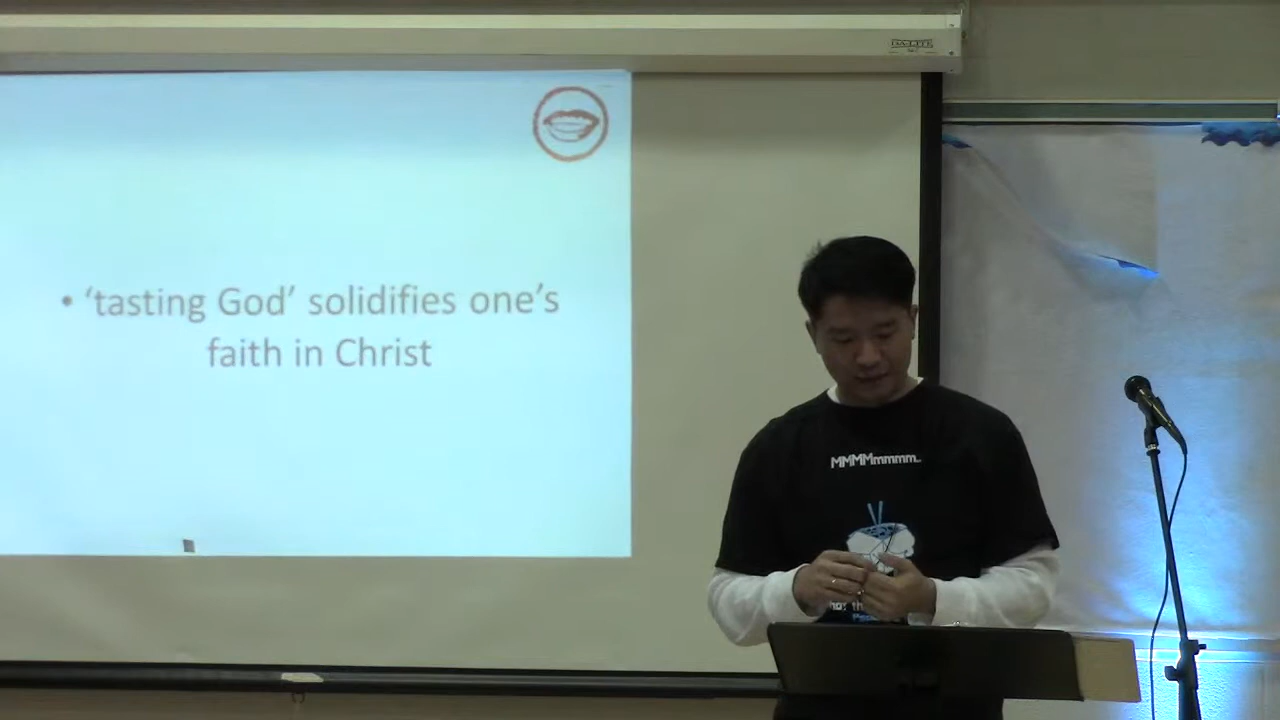 • ‘tasting God’ solidifies one’s
faith in Christ
MMMMmmmm..